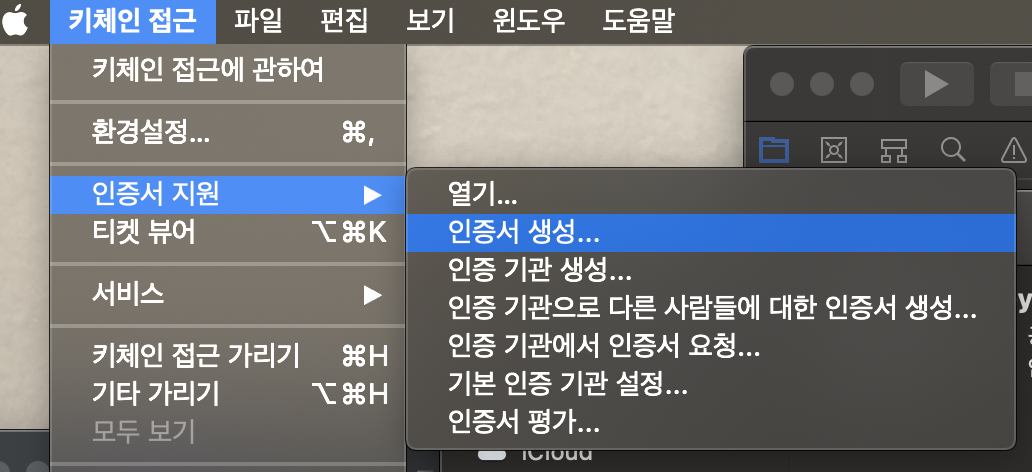 키체인 접근 파일 편집 보기 윈도우 도움말
키체인 접근에 관하여
환경설정... ⌘,
인증서 지원 ▶
티켓 뷰어 ⌥⌘K
서비스 ▶
키체인 접근 가리기 ⌘H
기타 가리기 ⌥⌘H
모두 보기
열기...
인증서 생성...
인증 기관 생성...
인증 기관으로 다른 사람들에 대한 인증서 생성...
인증 기관에서 인증서 요청...
기본 인증 기관 설정...
인증서 평가...
iCloud